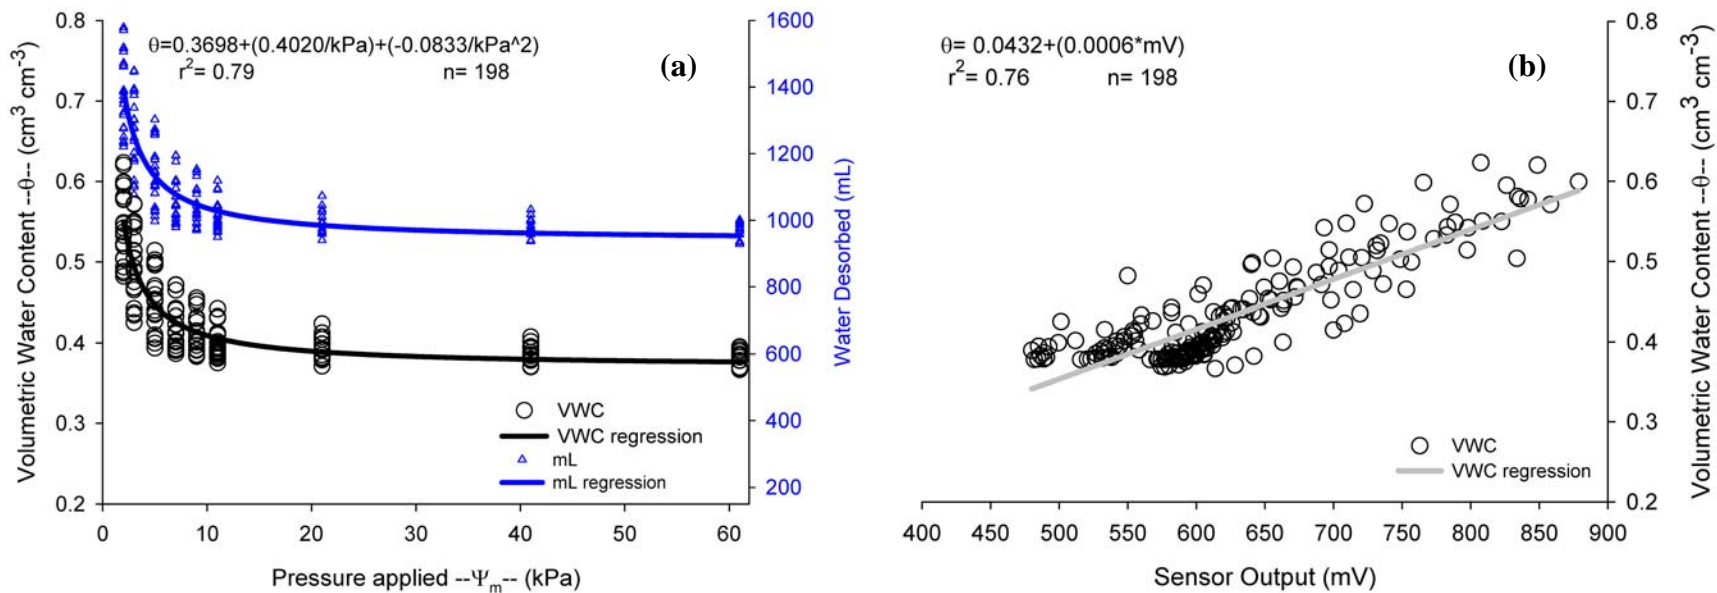 θ=0.3698+(0.4020/kPa)+(-0.0833/kPa^2)
r²= 0.79 n= 198
(a)
Volumetric Water Content --θ-- (cm³ cm⁻³)
0.8
0.7
0.6
0.5
0.4
0.3
0.2
1600
1400
1200
1000
800
600
400
200
Water Desorbed (mL)
VWC
VWC regression
mL
mL regression
0 10 20 30 40 50 60
Pressure applied --Ψₘ-- (kPa)
θ= 0.0432+(0.0006*mV)
r²= 0.76 n= 198
(b)
0.8
0.7
0.6
0.5
0.4
0.3
0.2
Volumetric Water Content --θ-- (cm³ cm⁻³)
VWC
VWC regression
400 450 500 550 600 650 700 750 800 850 900
Sensor Output (mV)